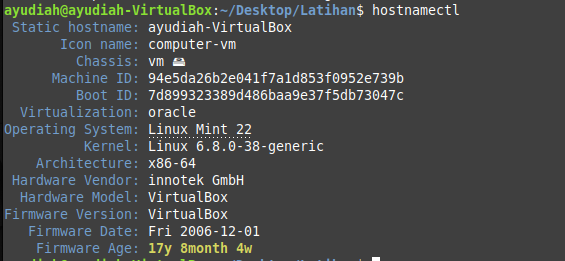 ayudiah@ayudiah-VirtualBox:~/Desktop/Latihan$ hostnamectl
Static hostname: ayudiah-VirtualBox
Icon name: computer-vm
Chassis: vm 🖴
Machine ID: 94e5da26b2e041f7a1d853f0952e739b
Boot ID: 7d899323389d486baa9e37f5db73047c
Virtualization: oracle
Operating System: Linux Mint 22
Kernel: Linux 6.8.0-38-generic
Architecture: x86-64
Hardware Vendor: innotek GmbH
Hardware Model: VirtualBox
Firmware Version: VirtualBox
Firmware Date: Fri 2006-12-01
Firmware Age: 17y 8month 4w